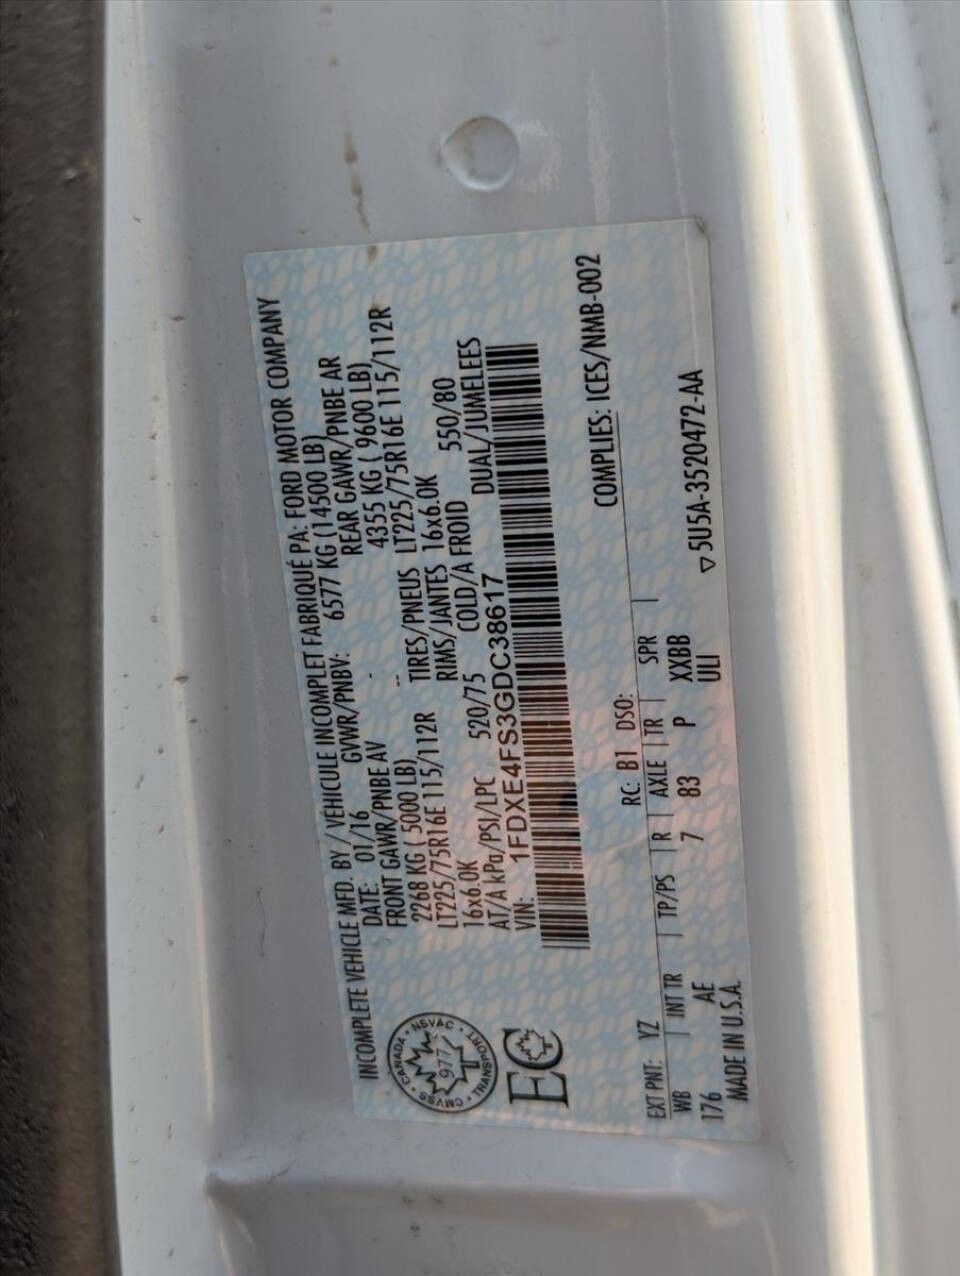 INCOMPLETE VEHICLE MFD. BY / VÉHICULE INCOMPLET FABRIQUÉ PA: FORD MOTOR COMPANY
DATE: 01/16 GVWR/PNBV: 6577 KG (14500 LB)
FRONT GAWR/PNBE AV - REAR GAWR/PNBE AR
2268 KG ( 5000 LB) -- 4355 KG ( 9600 LB)
LT225/75R16E 115/112R TIRES/PNEUS LT225/75R16E 115/112R
16x6.0K RIMS/JANTES 16x6.0K
AT/A kPa/PSI/LPC 520/75 COLD/A FROID 550/80
VIN: 1FDXE4FS3GDC38617 DUAL/JUMELEES
CANADA • NSVAC • TRANSPORT • CMVSS •
977
EC
COMPLIES: ICES/NMB-002
EXT PNT: YZ RC: B1 DSO:
WB | INT TR | TP/PS | R | AXLE | TR | SPR |
176 AE 7 83 P XXBB
MADE IN U.S.A. ULI
▽5U5A-3520472-AA